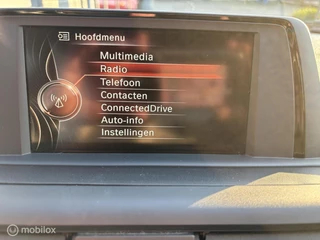 Hoofdmenu
Multimedia
Radio
Telefoon
Contacten
ConnectedDrive
Auto-info
Instellingen
mobilox